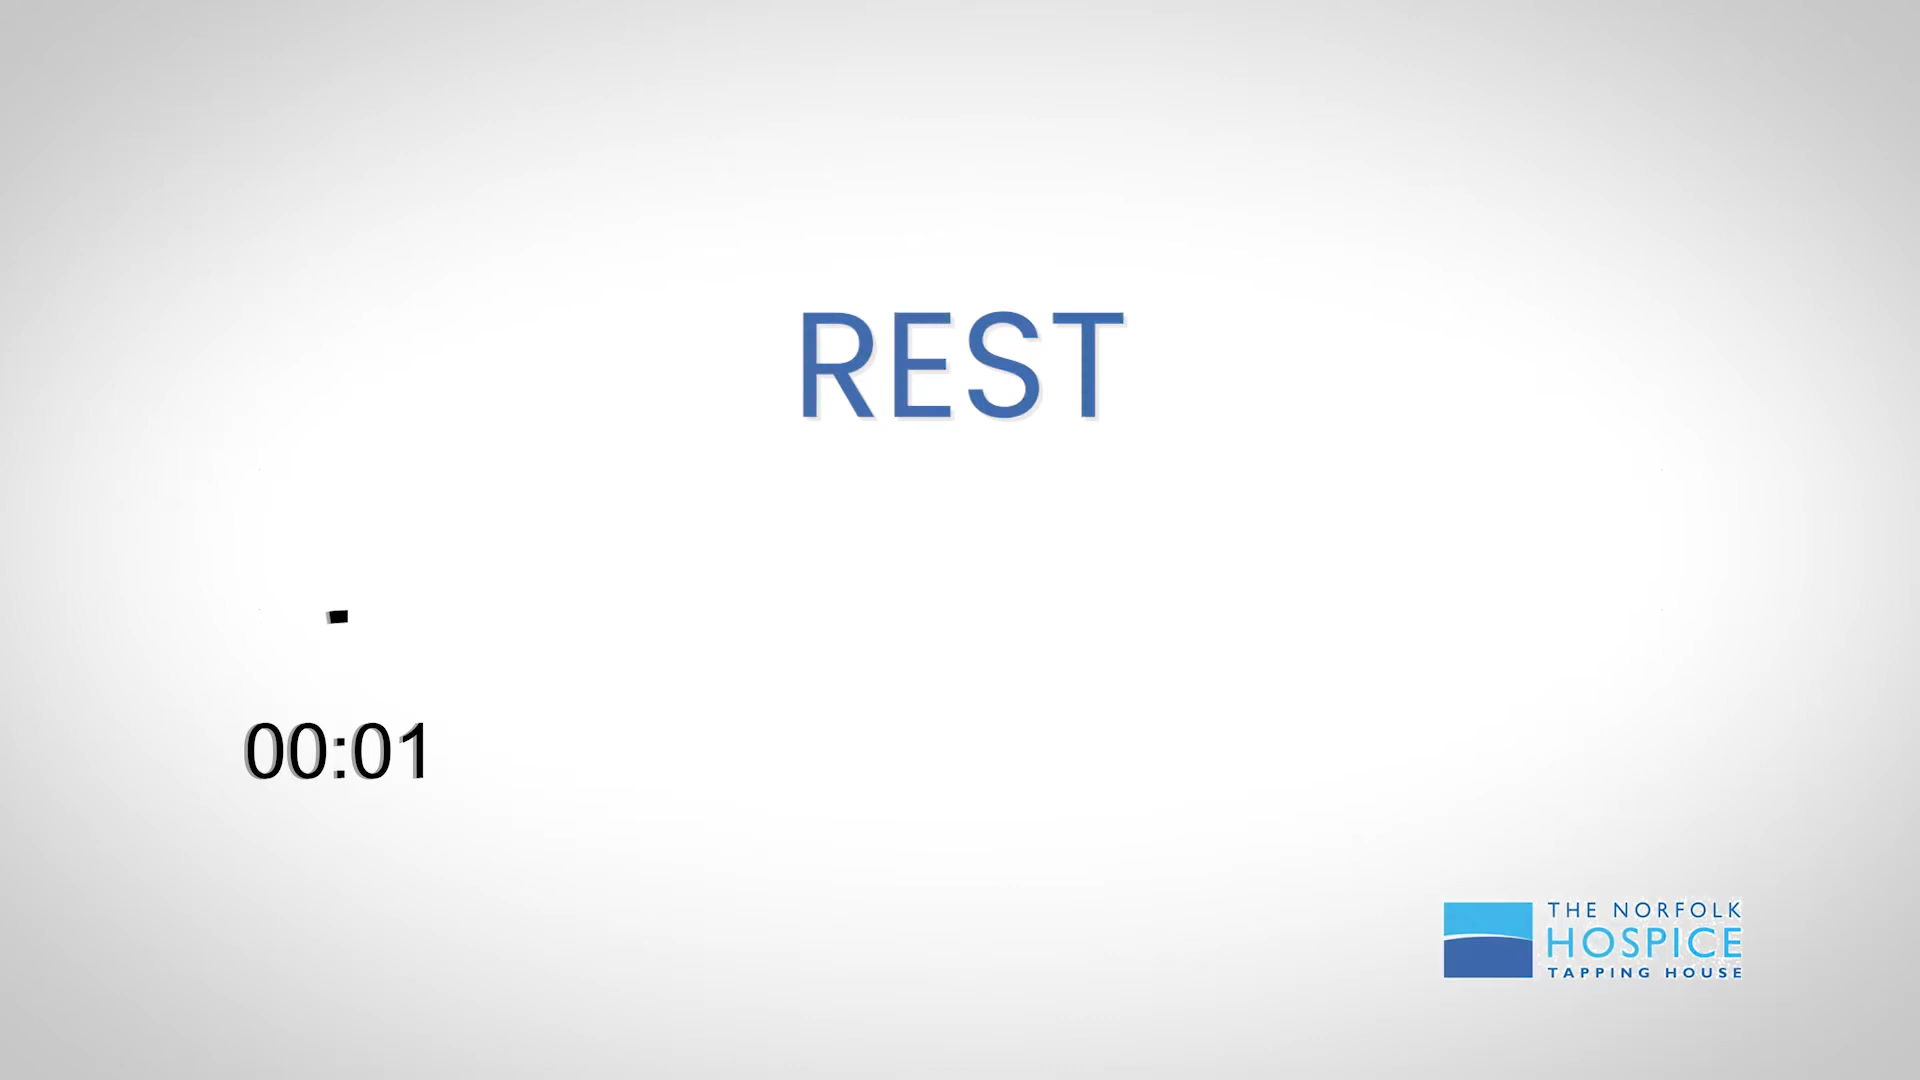 REST
-
00:01
THE NORFOLK
HOSPICE
TAPPING HOUSE